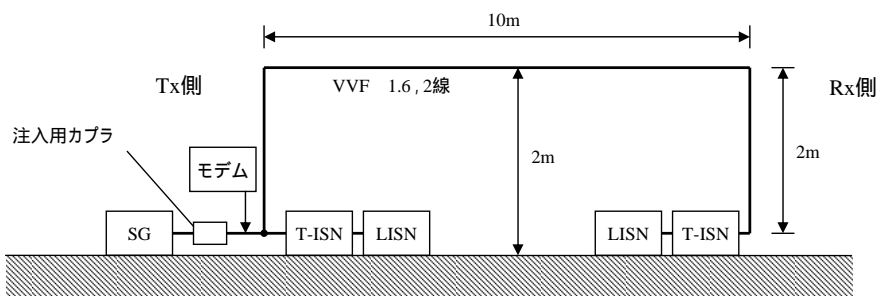 10m
Tx側
VVF 1.6 , 2線
Rx側
注入用カプラ
モデム
2m
2m
SG
T-ISN
LISN
LISN
T-ISN